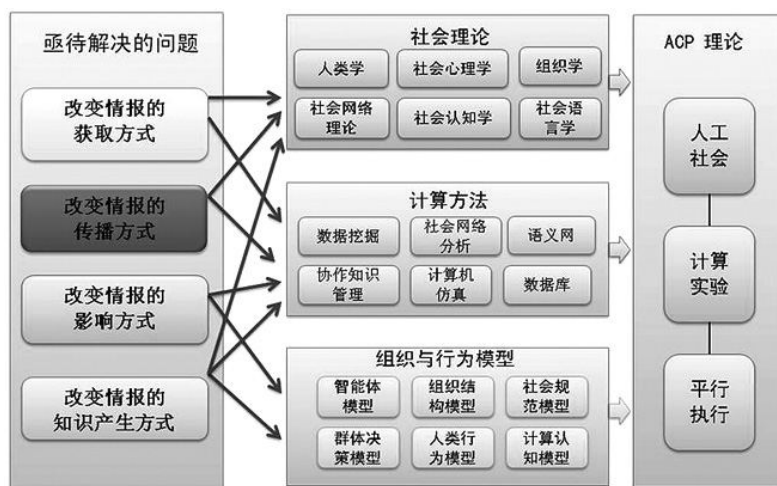 亟待解决的问题
改变情报的
获取方式
改变情报的
传播方式
改变情报的
影响方式
改变情报的
知识产生方式
社会理论
人类学
社会心理学
组织学
社会网络
理论
社会认知学
社会语
言学
计算方法
数据挖掘
社会网络
分析
语义网
协作知识
管理
计算机
仿真
数据库
组织与行为模型
智能体
模型
组织结
构模型
社会规
范模型
群体决
策模型
人类行
为模型
计算认
知模型
ACP 理论
人工
社会
计算
实验
平行
执行